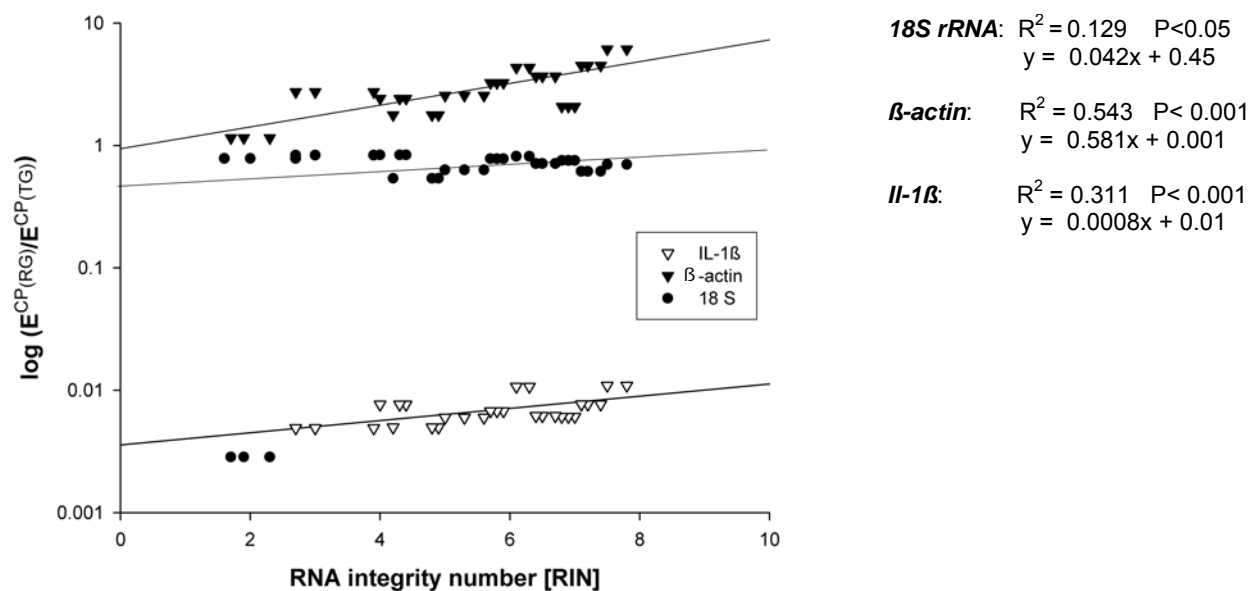 10
1
0.1
0.01
0.001
log (E^CP(RG)/E^CP(TG))
0 2 4 6 8 10
RNA integrity number [RIN]
IL-1ß
ß-actin
18 S
18S rRNA: R² = 0.129 P<0.05
y = 0.042x + 0.45
ß-actin: R² = 0.543 P< 0.001
y = 0.581x + 0.001
Il-1ß: R² = 0.311 P< 0.001
y = 0.0008x + 0.01